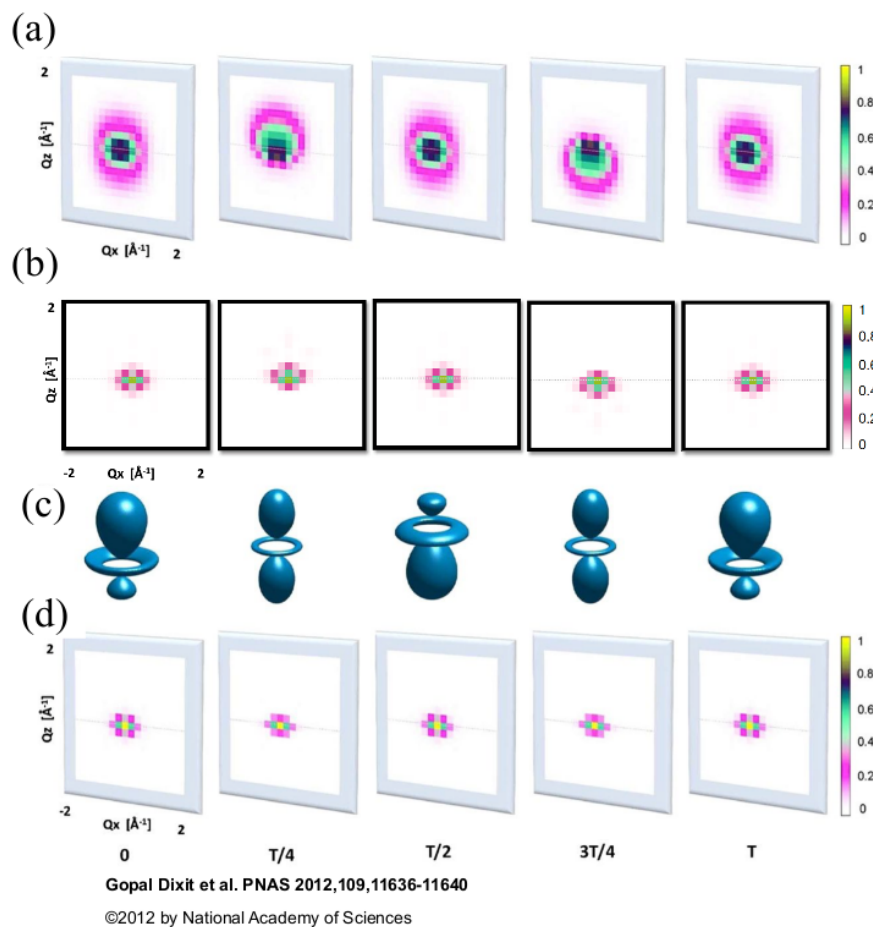 (a)
2
Qz [Å⁻¹]
Qx [Å⁻¹] 2
1
0.8
0.6
0.4
0.2
0
(b)
2
Qz [Å⁻¹]
-2 Qx [Å⁻¹] 2
1
0.8
0.6
0.4
0.2
0
(c)
(d)
2
Qz [Å⁻¹]
-2
Qx [Å⁻¹] 2
1
0.8
0.6
0.4
0.2
0
0 T/4 T/2 3T/4 T
Gopal Dixit et al. PNAS 2012,109,11636-11640
©2012 by National Academy of Sciences